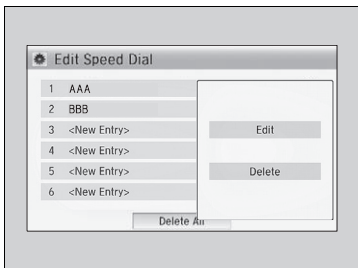 Edit Speed Dial
1 AAA
2 BBB
3 <New Entry>
4 <New Entry>
5 <New Entry>
6 <New Entry>
Edit
Delete
Delete All